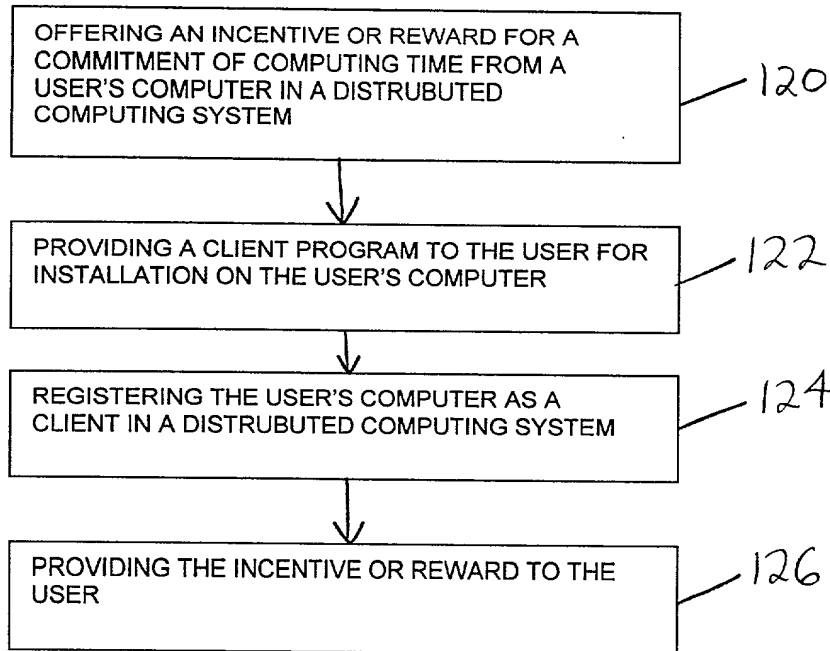 OFFERING AN INCENTIVE OR REWARD FOR A
COMMITMENT OF COMPUTING TIME FROM A
USER'S COMPUTER IN A DISTRUBUTED
COMPUTING SYSTEM
120
PROVIDING A CLIENT PROGRAM TO THE USER FOR
INSTALLATION ON THE USER'S COMPUTER
122
REGISTERING THE USER'S COMPUTER AS A
CLIENT IN A DISTRUBUTED COMPUTING SYSTEM
124
PROVIDING THE INCENTIVE OR REWARD TO THE
USER
126